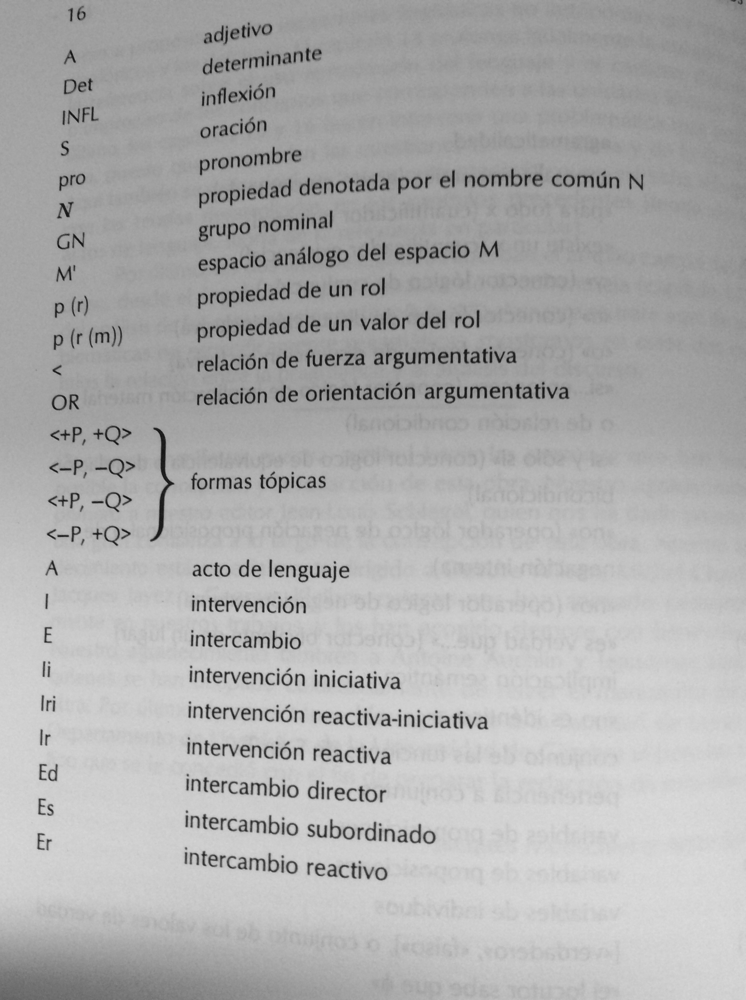 16
A adjetivo
Det determinante
INFL inflexión
S oración
pro pronombre
N propiedad denotada por el nombre común N
GN grupo nominal
M' espacio análogo del espacio M
p (r) propiedad de un rol
p (r (m)) propiedad de un valor del rol
< relación de fuerza argumentativa
OR relación de orientación argumentativa
<+P, +Q>
<–P, –Q>
formas tópicas
<+P, –Q>
<–P, +Q>
A acto de lenguaje
I intervención
E intercambio
Ii intervención iniciativa
Iri intervención reactiva-iniciativa
Ir intervención reactiva
Ed intercambio director
Es intercambio subordinado
Er intercambio reactivo